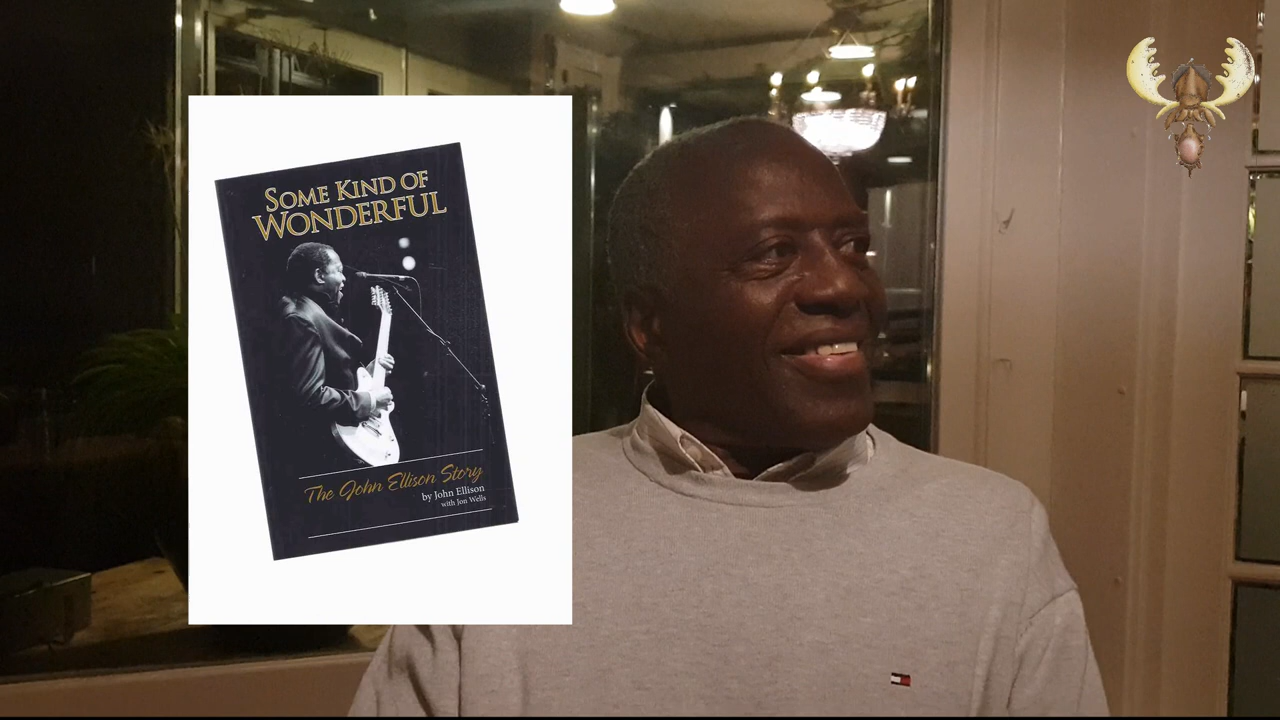 SOME KIND OF
WONDERFUL
The John Ellison Story
by John Ellison
with Jon Wells